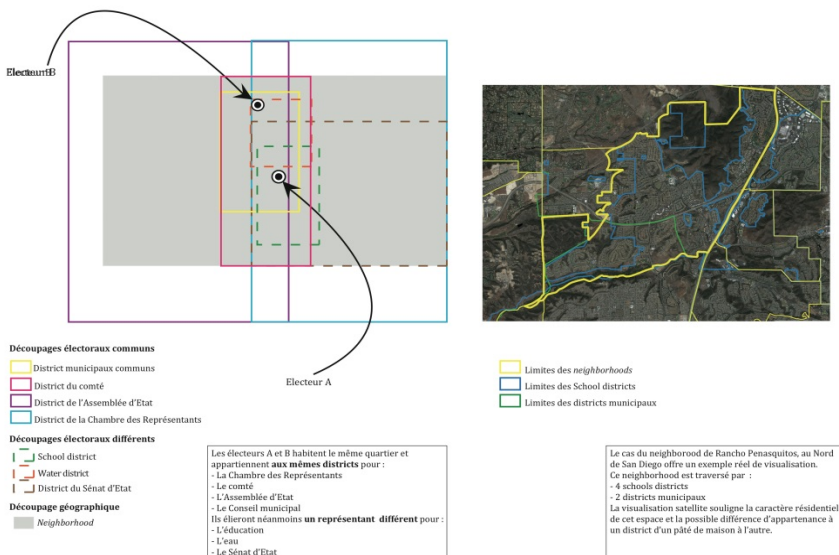 Electeur B
Electeur A
Découpages électoraux communs
District municipaux communs
District du comté
District de l'Assemblée d'Etat
District de la Chambre des Représentants
Découpages électoraux différents
School district
Water district
District du Sénat d'Etat
Découpage géographique
Neighborhood
Les électeurs A et B habitent le même quartier et
appartiennent aux mêmes districts pour :
- La Chambre des Représentants
- Le comté
- L'Assemblée d'Etat
- Le Conseil municipal
Ils éliront néanmoins un représentant différent pour :
- L'éducation
- L'eau
- Le Sénat d'Etat
Limites des neighborhoods
Limites des School districts
Limites des districts municipaux
Le cas du neighborood de Rancho Penasquitos, au Nord
de San Diego offre un exemple réel de visualisation.
Ce neighborhood est traversé par :
- 4 schools districts
- 2 districts municipaux
La visualisation satellite souligne la caractère résidentiel
de cet espace et la possible différence d'appartenance à
un district d'un pâté de maison à l'autre.